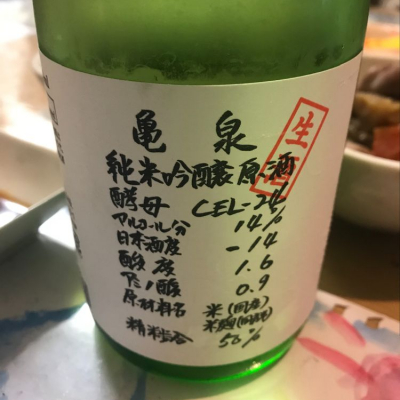 亀泉
生酒
純米吟醸原酒
酵母 CEL-24
アルコール分 14%
日本酒度 -14
酸度 1.6
アミノ酸 0.9
原材料名 米(国産)
米麹(国産米)
精米歩合 50%